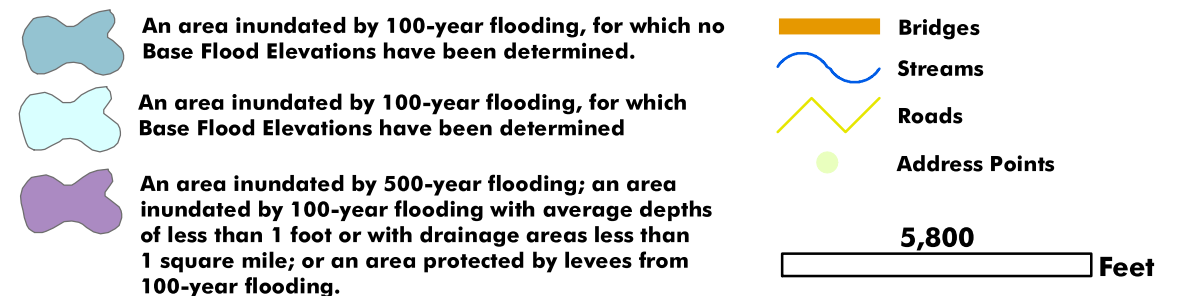 An area inundated by 100-year flooding, for which no
Base Flood Elevations have been determined.
An area inundated by 100-year flooding, for which
Base Flood Elevations have been determined
An area inundated by 500-year flooding; an area
inundated by 100-year flooding with average depths
of less than 1 foot or with drainage areas less than
1 square mile; or an area protected by levees from
100-year flooding.
Bridges
Streams
Roads
Address Points
5,800
Feet